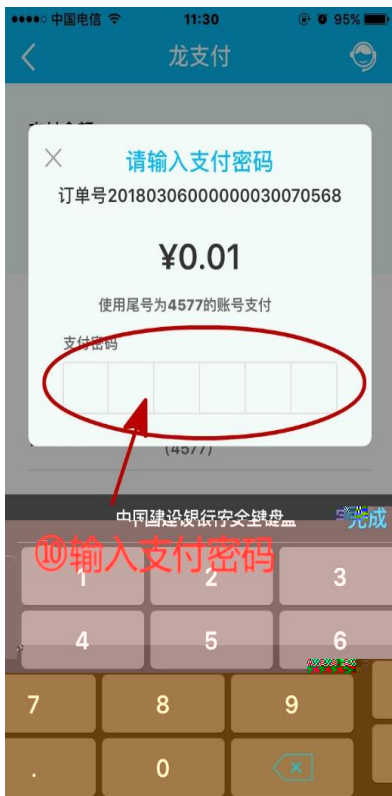 中国电信 11:30 95%
龙支付
请输入支付密码
订单号20180306000000030070568
¥0.01
使用尾号为4577的账号支付
支付密码
(4577)
中国建设银行安全键盘 完成
⑩输入支付密码
1 2 3
4 5 6
7 8 9
. 0